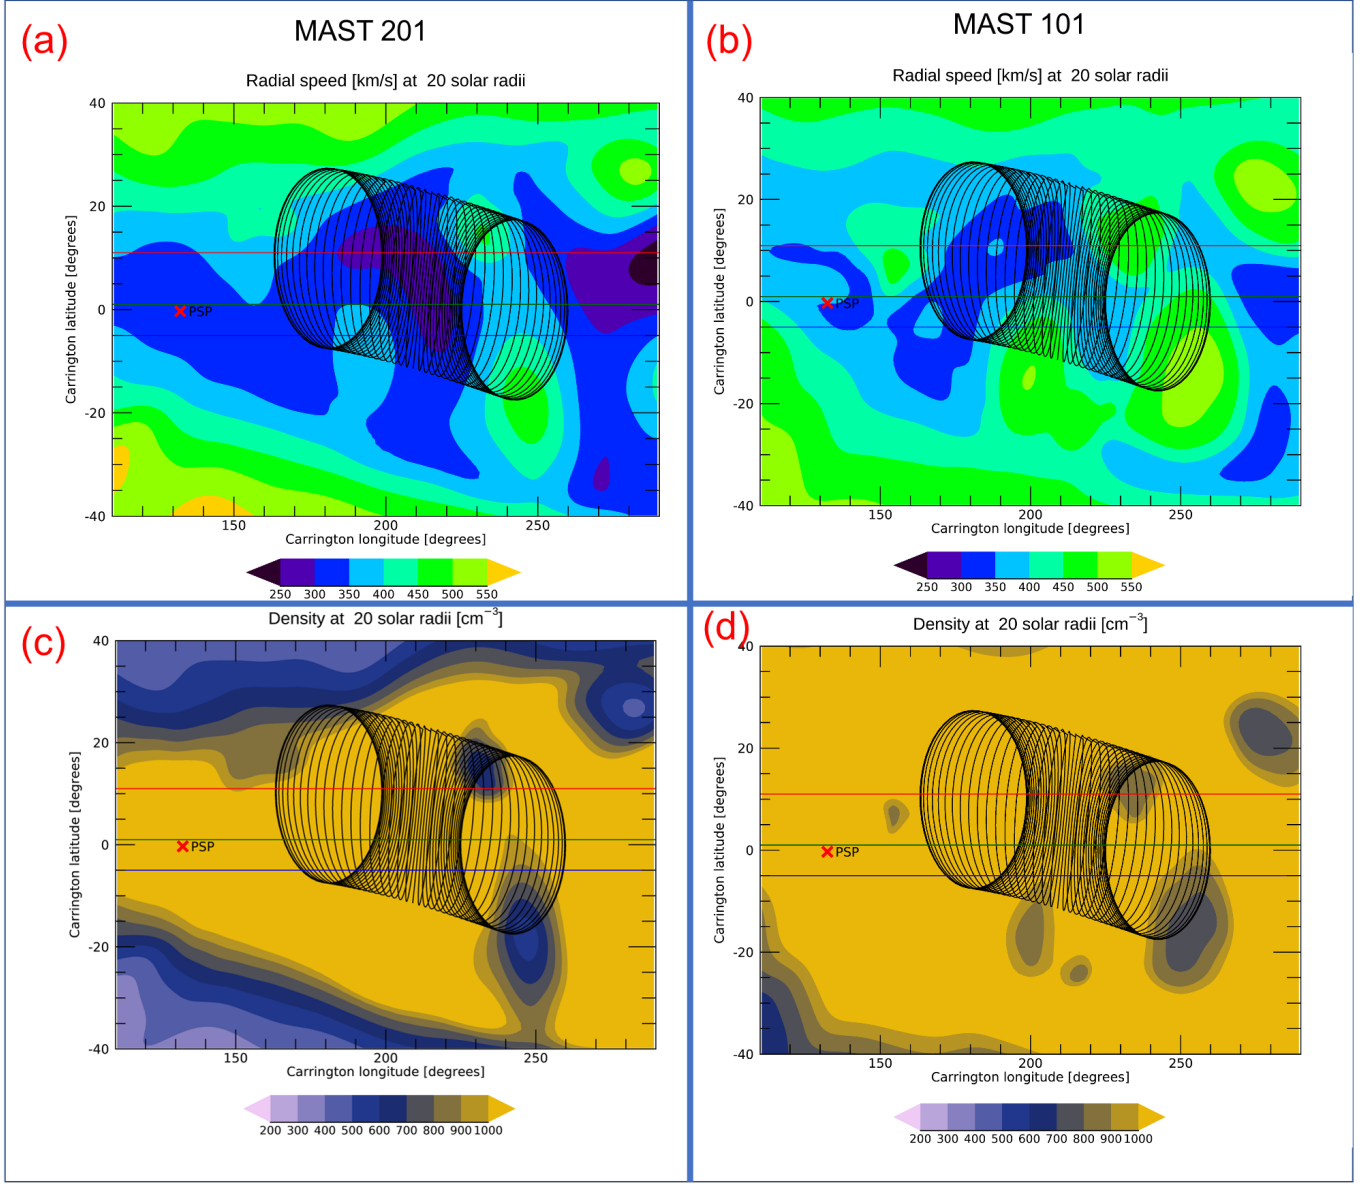 (a)
MAST 201
Radial speed [km/s] at 20 solar radii
40
20
0
-20
-40
Carrington latitude [degrees]
PSP
150 200 250
Carrington longitude [degrees]
250 300 350 400 450 500 550
(b)
MAST 101
Radial speed [km/s] at 20 solar radii
40
20
0
-20
-40
Carrington latitude [degrees]
PSP
150 200 250
Carrington longitude [degrees]
250 300 350 400 450 500 550
(c)
Density at 20 solar radii [cm⁻³]
40
20
0
-20
-40
Carrington latitude [degrees]
PSP
150 200 250
Carrington longitude [degrees]
200 300 400 500 600 700 800 900 1000
(d)
Density at 20 solar radii [cm⁻³]
40
20
0
-20
-40
Carrington latitude [degrees]
PSP
150 200 250
Carrington longitude [degrees]
200 300 400 500 600 700 800 900 1000